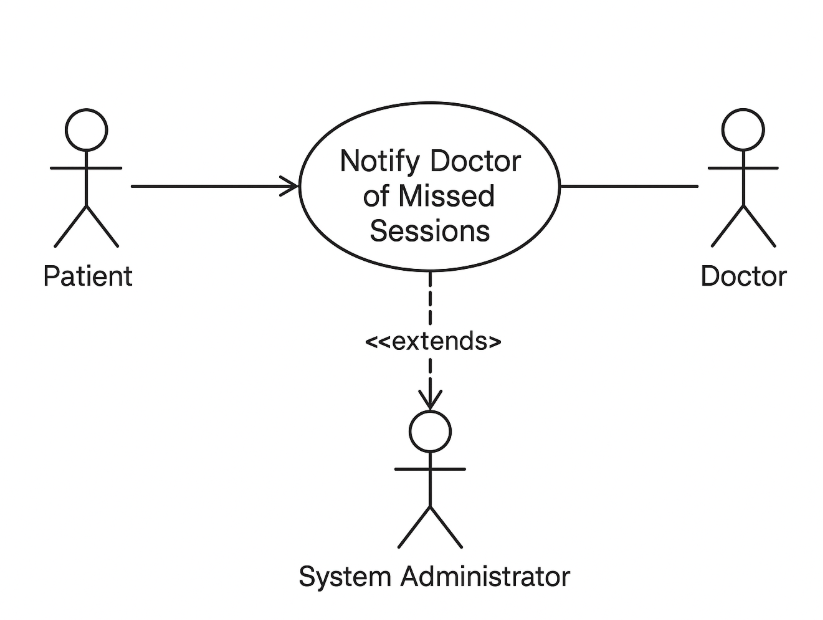 Notify Doctor
of Missed
Sessions
Patient
Doctor
<<extends>
System Administrator